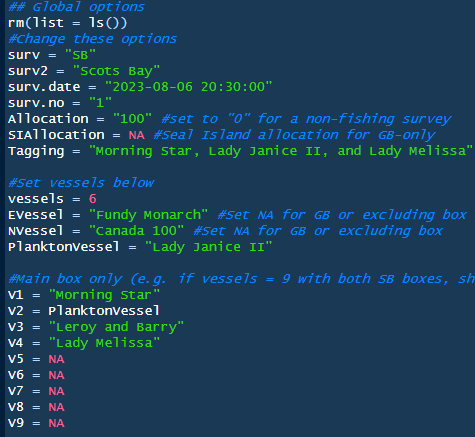 ## Global options
rm(list = ls())
#Change these options
surv = "SB"
surv2 = "Scots Bay"
surv.date = "2023-08-06 20:30:00"
surv.no = "1"
Allocation = "100" #set to "0" for a non-fishing survey
SIAllocation = NA #Seal Island allocation for GB-only
Tagging = "Morning Star, Lady Janice II, and Lady Melissa"
#Set vessels below
vessels = 6
EVessel = "Fundy Monarch" #Set NA for GB or excluding box
NVessel = "Canada 100" #Set NA for GB or excluding box
PlanktonVessel = "Lady Janice II"
#Main box only (e.g. if vessels = 9 with both SB boxes, sh
V1 = "Morning Star"
V2 = PlanktonVessel
V3 = "Leroy and Barry"
V4 = "Lady Melissa"
V5 = NA
V6 = NA
V7 = NA
V8 = NA
V9 = NA